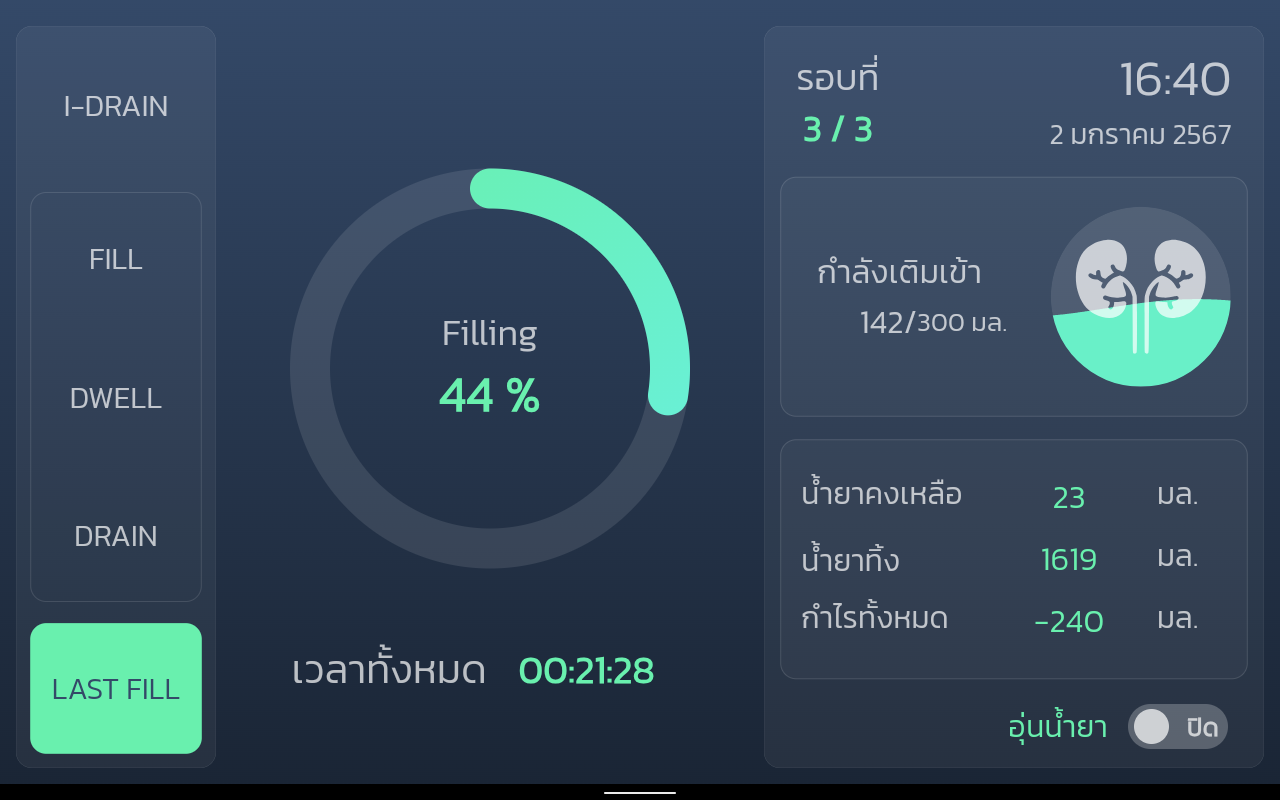 I-DRAIN
FILL
DWELL
DRAIN
LAST FILL
Filling
44 %
เวลาทั้งหมด 00:21:28
รอบที่
3 / 3
16:40
2 มกราคม 2567
กำลังเติมเข้า
142/300 มล.
น้ำยาคงเหลือ 23 มล.
น้ำยาทิ้ง 1619 มล.
กำไรทั้งหมด -240 มล.
อุ่นน้ำยา ปิด